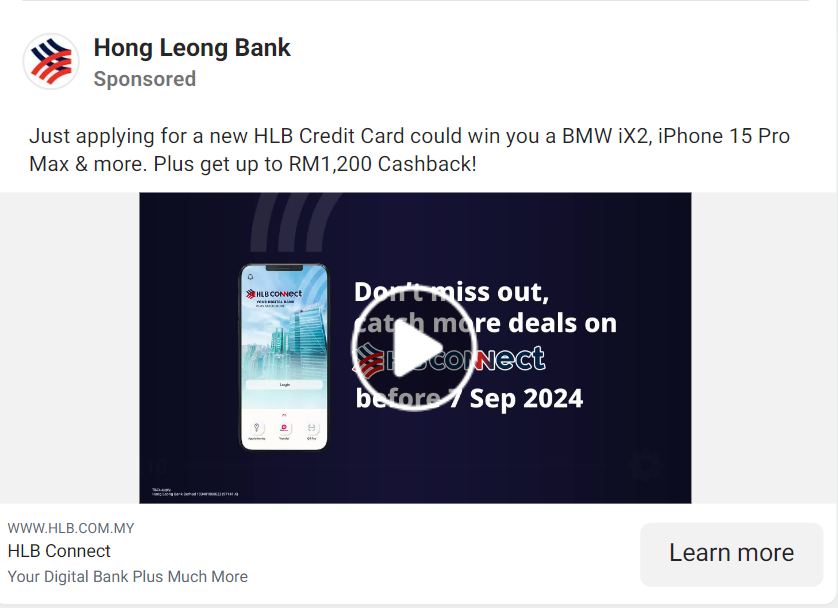 Hong Leong Bank
Sponsored
Just applying for a new HLB Credit Card could win you a BMW iX2, iPhone 15 Pro
Max & more. Plus get up to RM1,200 Cashback!
HLB CONNECT
YOUR DIGITAL BANK
Login
Don't miss out,
catch more deals on
HLB CONNECT
before 7 Sep 2024
WWW.HLB.COM.MY
HLB Connect
Your Digital Bank Plus Much More
Learn more